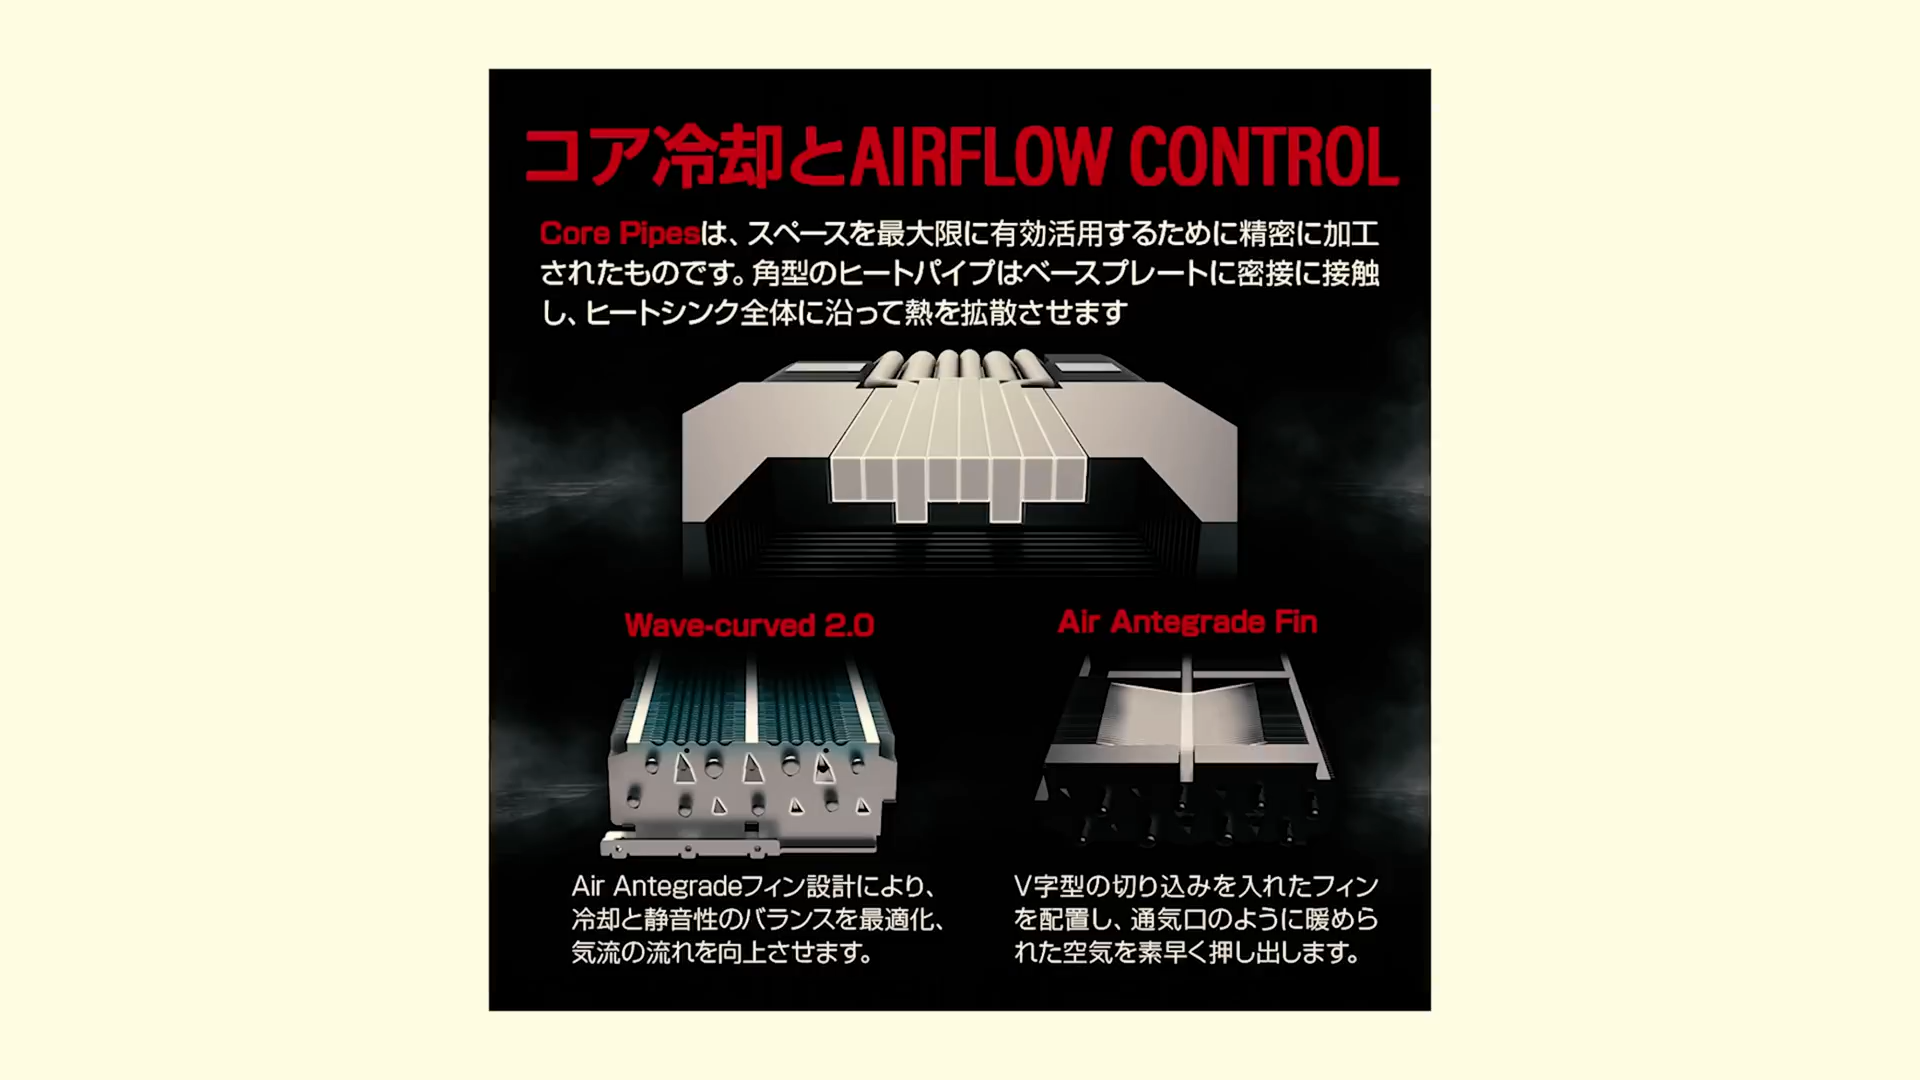 コア冷却とAIRFLOW CONTROL
Core Pipesは、スペースを最大限に有効活用するために精密に加工
されたものです。角型のヒートパイプはベースプレートに密接に接触
し、ヒートシンク全体に沿って熱を拡散させます
Wave-curved 2.0
Air Antegradeフィン設計により、
冷却と静音性のバランスを最適化、
気流の流れを向上させます。
Air Antegrade Fin
V字型の切り込みを入れたフィン
を配置し、通気口のように暖めら
れた空気を素早く押し出します。